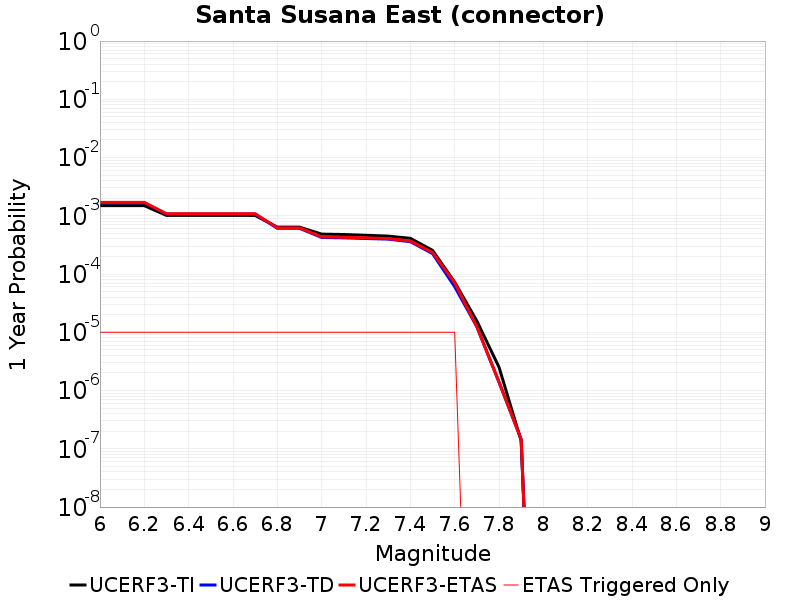 Santa Susana East (connector)
10^0
10^-1
10^-2
10^-3
10^-4
10^-5
10^-6
10^-7
10^-8
1 Year Probability
6 6.2 6.4 6.6 6.8 7 7.2 7.4 7.6 7.8 8 8.2 8.4 8.6 8.8 9
Magnitude
UCERF3-TI UCERF3-TD UCERF3-ETAS ETAS Triggered Only